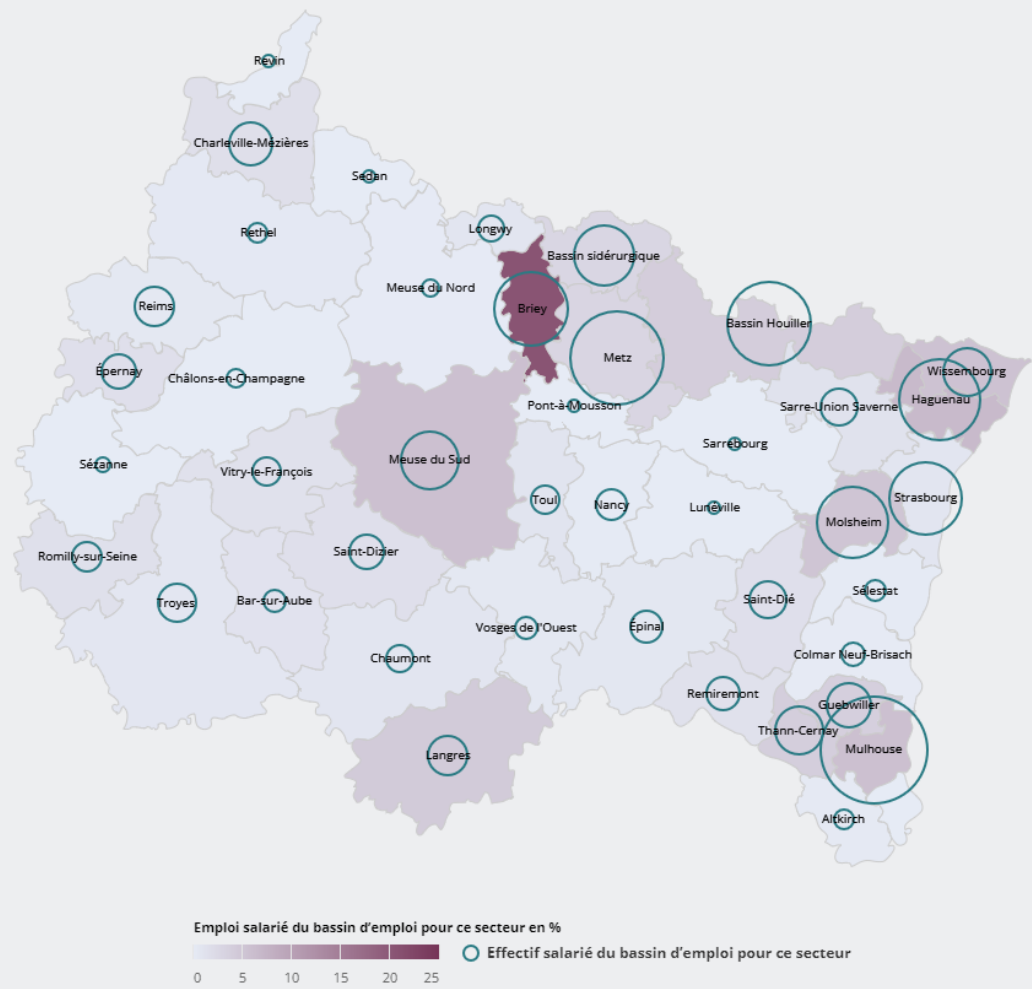 Revin
Charleville-Mézières
Sedan
Rethel
Longwy
Bassin sidérurgique
Meuse du Nord
Reims
Briey
Bassin Houiller
Metz
Épernay
Châlons-en-Champagne
Wissembourg
Haguenau
Pont-à-Mousson
Sarre-Union Saverne
Sarrebourg
Meuse du Sud
Sézanne
Vitry-le-François
Toul
Nancy
Lunéville
Strasbourg
Molsheim
Romilly-sur-Seine
Saint-Dizier
Sélestat
Troyes
Bar-sur-Aube
Saint-Dié
Vosges de l'Ouest
Épinal
Chaumont
Colmar Neuf-Brisach
Remiremont
Guebwiller
Thann-Cernay
Mulhouse
Langres
Altkirch
Emploi salarié du bassin d'emploi pour ce secteur en %
Effectif salarié du bassin d'emploi pour ce secteur
0 5 10 15 20 25